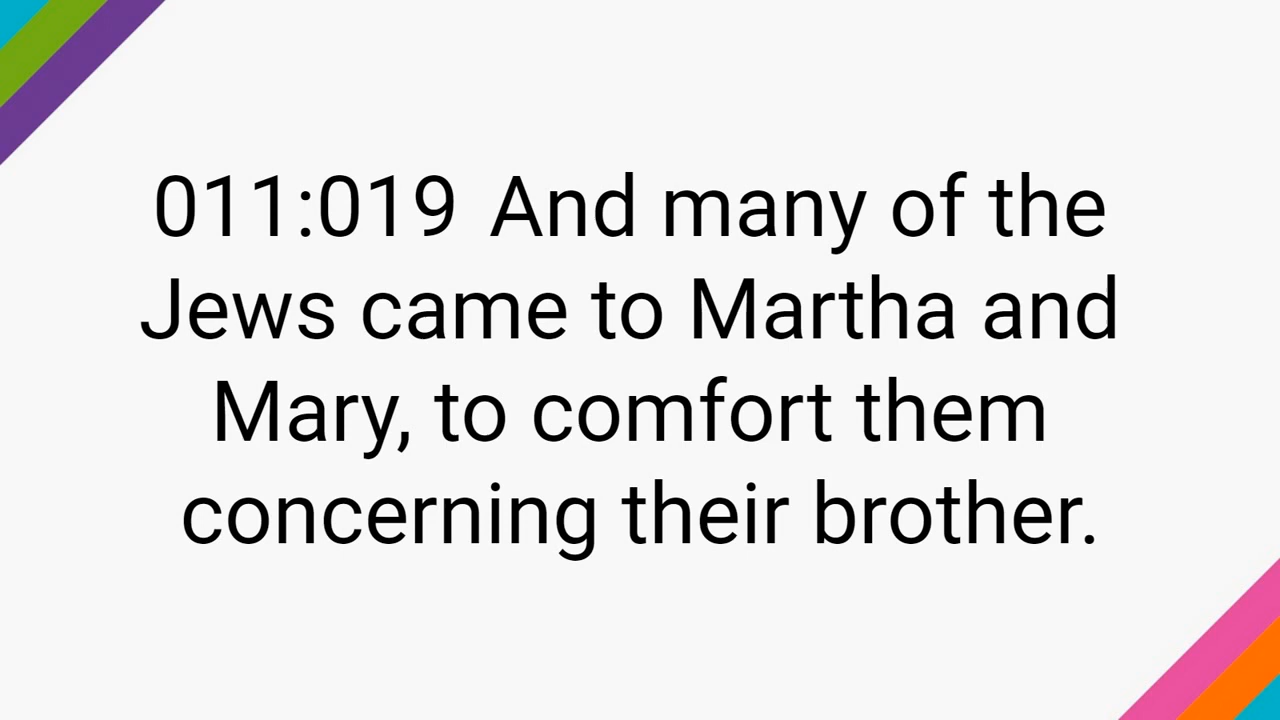 011:019 And many of the
Jews came to Martha and
Mary, to comfort them
concerning their brother.